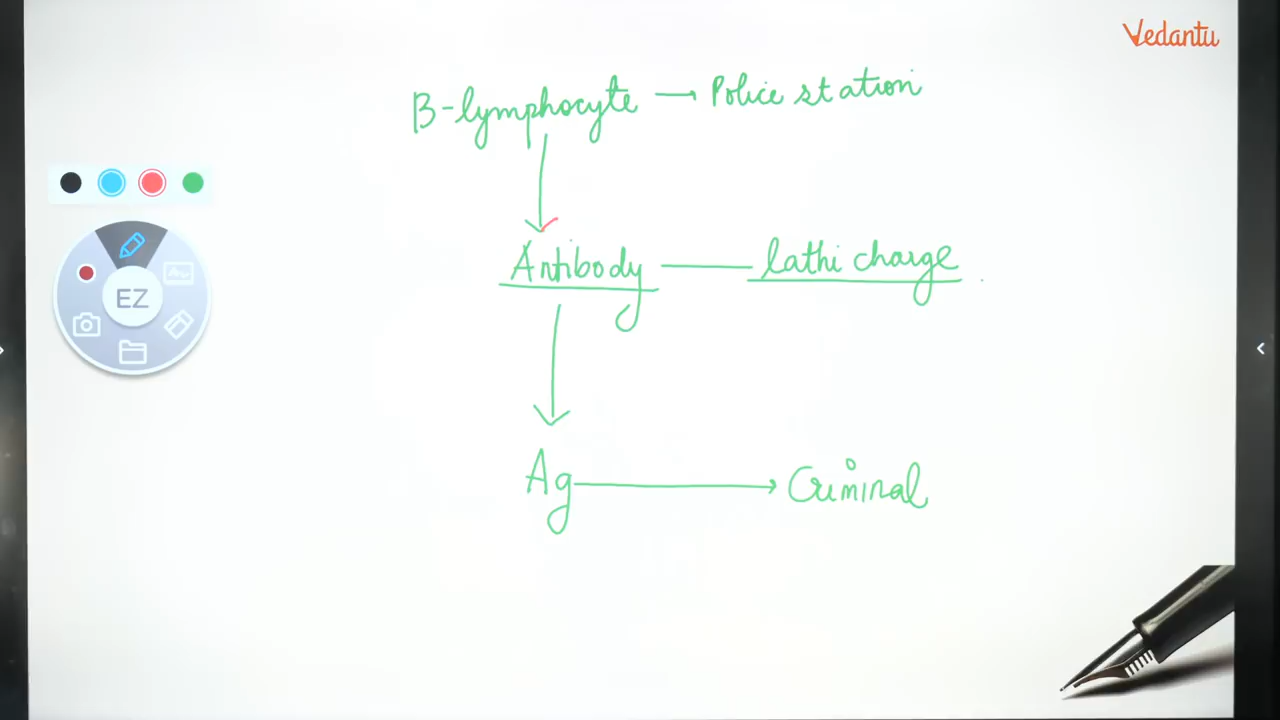 Vedantu
B-lymphocyte → Police station
Antibody — lathi charge
Ag → Criminal
EZ